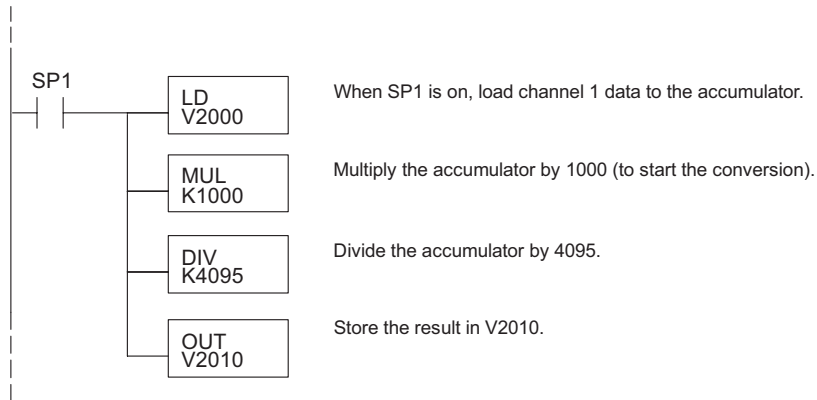 SP1
LD
V2000
When SP1 is on, load channel 1 data to the accumulator.
MUL
K1000
Multiply the accumulator by 1000 (to start the conversion).
DIV
K4095
Divide the accumulator by 4095.
OUT
V2010
Store the result in V2010.